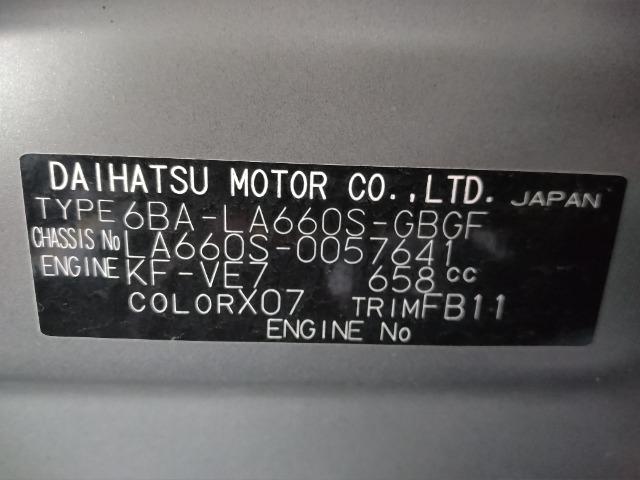 DAIHATSU MOTOR CO.,LTD. JAPAN
TYPE 6BA-LA660S-GBGF
CHASSIS No LA660S-0057641
ENGINE KF-VE7 658cc
COLOR X07 TRIM FB11
ENGINE No